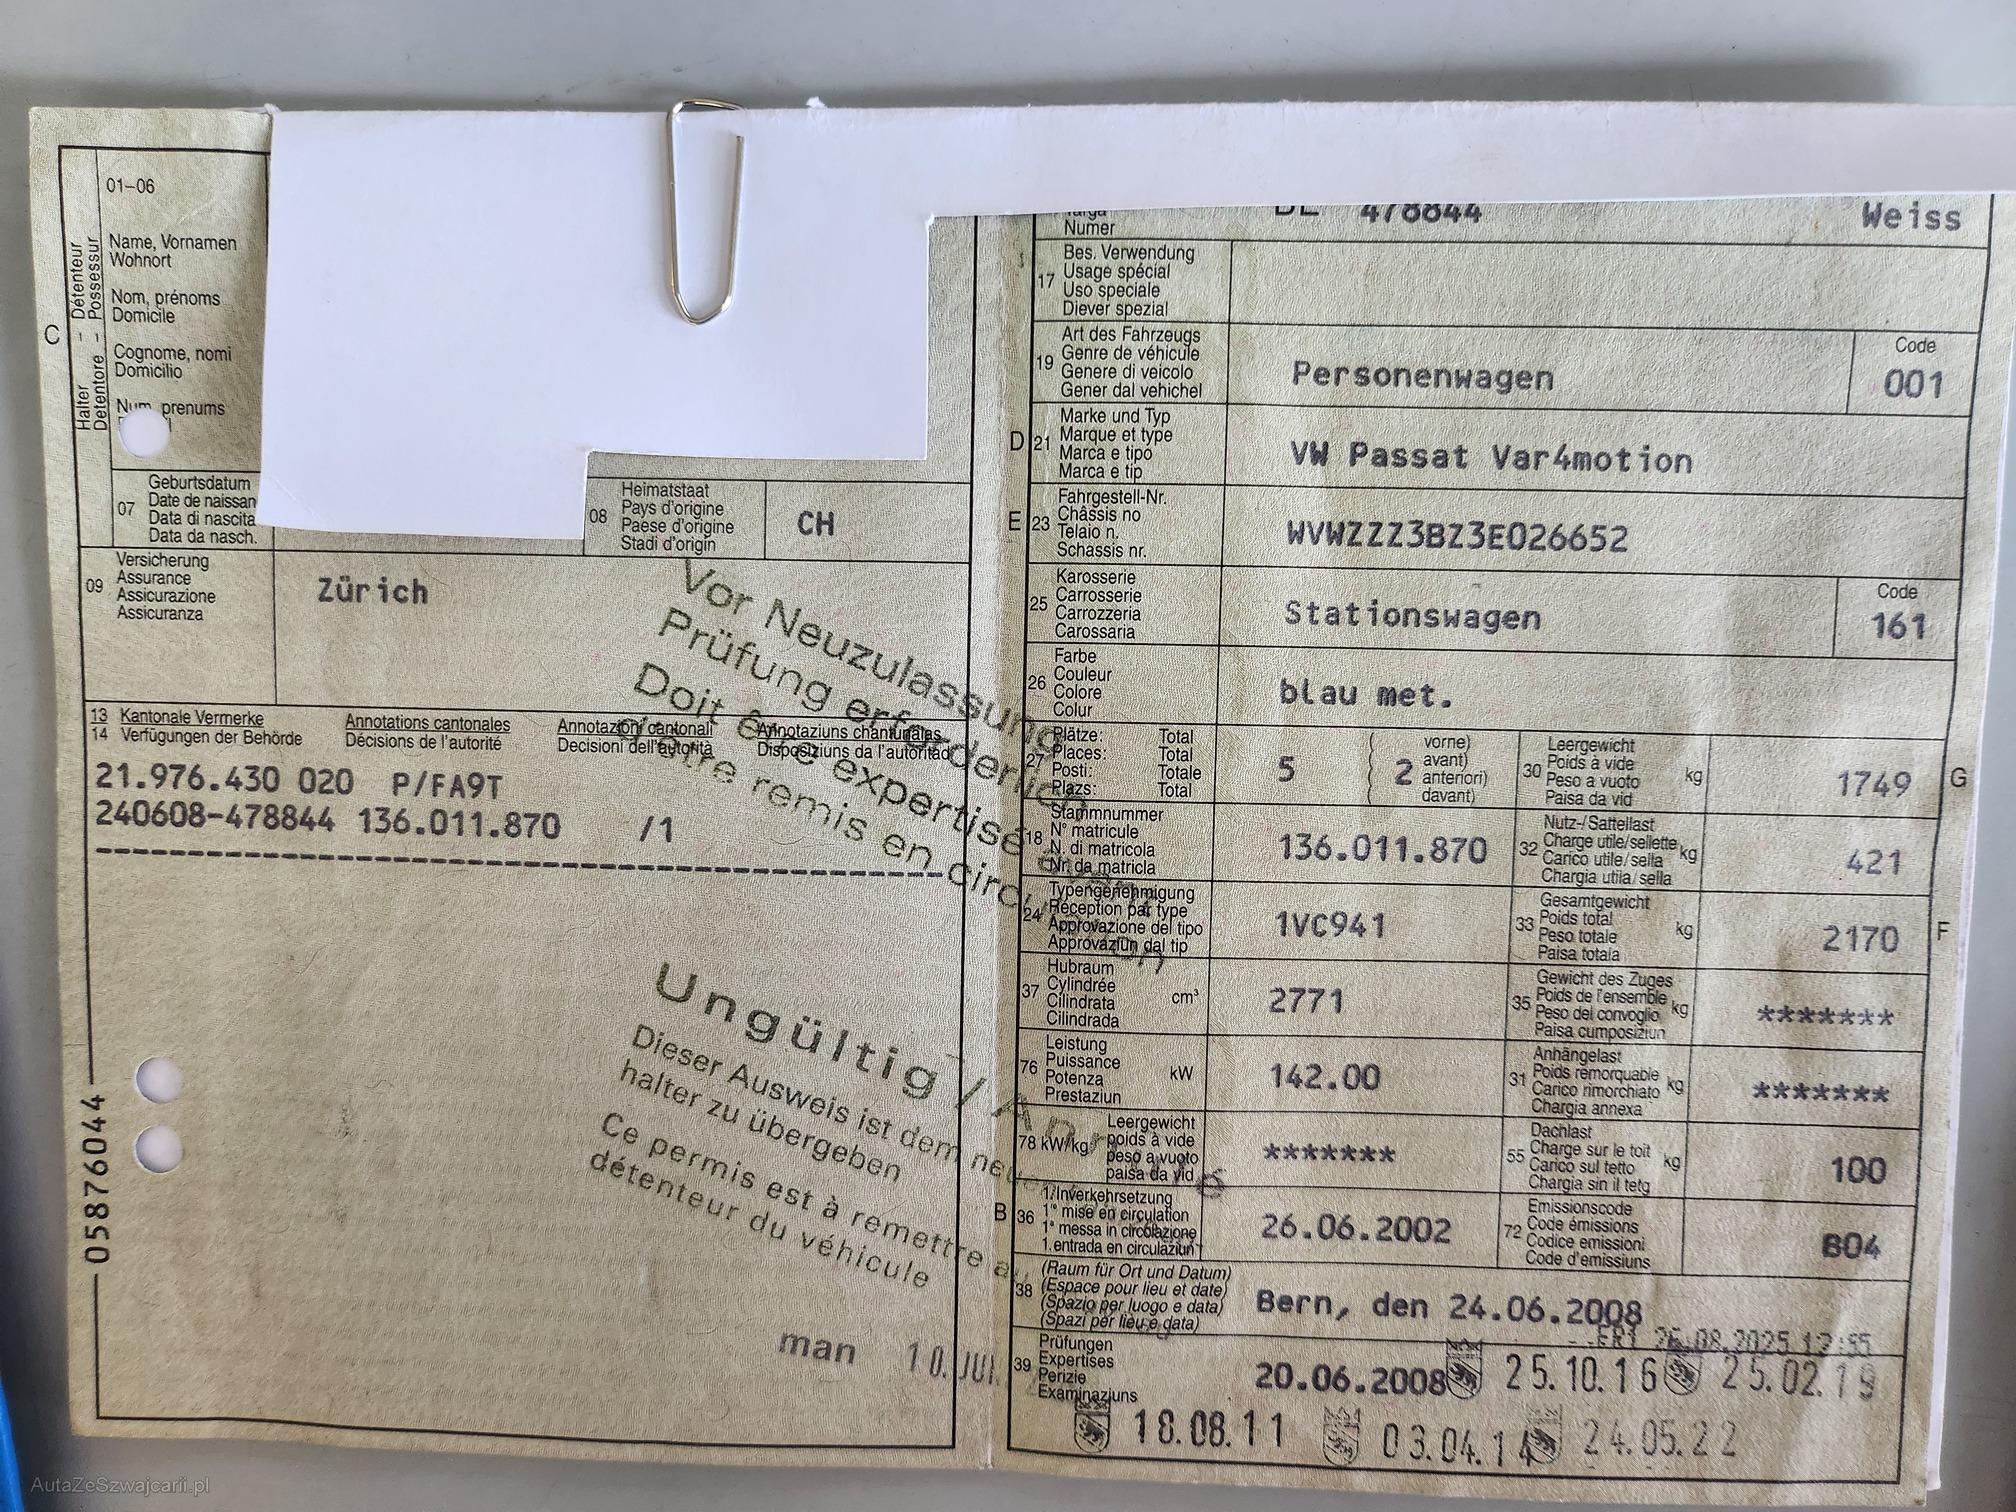 01–06
Halter – Détenteur
Detentore – Possessur
C
Name, Vornamen
Wohnort
Nom, prénoms
Domicile
Cognome, nomi
Domicilio
Num, prenums
07
Geburtsdatum
Date de naissan
Data di nascita
Data da nasch.
08
Heimatstaat
Pays d'origine
Paese d'origine
Stadi d'origin
CH
09
Versicherung
Assurance
Assicurazione
Assicuranza
Zürich
13 Kantonale Vermerke Annotations cantonales Annotazioni cantonali Annotaziuns chantunalas
14 Verfügungen der Behörde Décisions de l'autorité Decisioni dell'autorità Disposiziuns da l'autoritad
21.976.430 020 P/FA9T
240608-478844 136.011.870 /1
Vor Neuzulassung
Prüfung erforderlich
Doit être expertisé avant
d'être remis en circulation
Ungültig /
Dieser Ausweis ist dem
halter zu übergeben
Ce permis est à remettre
détenteur du véhicule
man 10. JUL
05876044
Targa
Numer
BE 478844 Weiss
17
Bes. Verwendung
Usage spécial
Uso speciale
Diever spezial
19
Art des Fahrzeugs
Genre de véhicule
Genere di veicolo
Gener dal vehichel
Personenwagen
Code
001
D 21
Marke und Typ
Marque et type
Marca e tipo
Marca e tip
VW Passat Var4motion
E 23
Fahrgestell-Nr.
Châssis no
Telaio n.
Schassis nr.
WVWZZZ3BZ3E026652
25
Karosserie
Carrosserie
Carrozzeria
Carossaria
Stationswagen
Code
161
26
Farbe
Couleur
Colore
Colur
blau met.
27
Plätze: Total
Places: Total
Posti: Totale
Plazs: Total
5
2
vorne)
avant)
anteriori)
davant)
30
Leergewicht
Poids à vide
Peso a vuoto
Paisa da vid
kg
1749
G
18
Stammnummer
N° matricule
N. di matricola
Nr. da matricla
136.011.870
32
Nutz-/Sattellast
Charge utile/sellette
Carico utile/sella
Chargia utila/sella
kg
421
24
Typengenehmigung
Réception par type
Approvazione del tipo
Approvaziun dal tip
1VC941
33
Gesamtgewicht
Poids total
Peso totale
Paisa totala
kg
2170
F
37
Hubraum
Cylindrée
Cilindrata
Cilindrada
cm³
2771
35
Gewicht des Zuges
Poids de l'ensemble
Peso del convoglio
Paisa cumposiziun
kg
*******
76
Leistung
Puissance
Potenza
Prestaziun
kW
142.00
31
Anhängelast
Poids remorquable
Carico rimorchiato
Chargia annexa
kg
*******
78 kW/kg
Leergewicht
poids à vide
peso a vuoto
paisa da vid
*******
55
Dachlast
Charge sur le toit
Carico sul tetto
Chargia sin il tetg
kg
100
B 36
1. Inverkehrsetzung
1re mise en circulation
1a messa in circolazione
1. entrada en circulaziun
26.06.2002
72
Emissionscode
Code émissions
Codice emissioni
Code d'emissiuns
B04
38
(Raum für Ort und Datum)
(Espace pour lieu et date)
(Spazio per luogo e data)
(Spazi per lieu e data)
Bern, den 24.06.2008
39
Prüfungen
Expertises
Perizie
Examinaziuns
20.06.2008 25.10.16 25.02.19
18.08.11 03.04.14 24.05.22
AutaZeSzwajcarii.pl